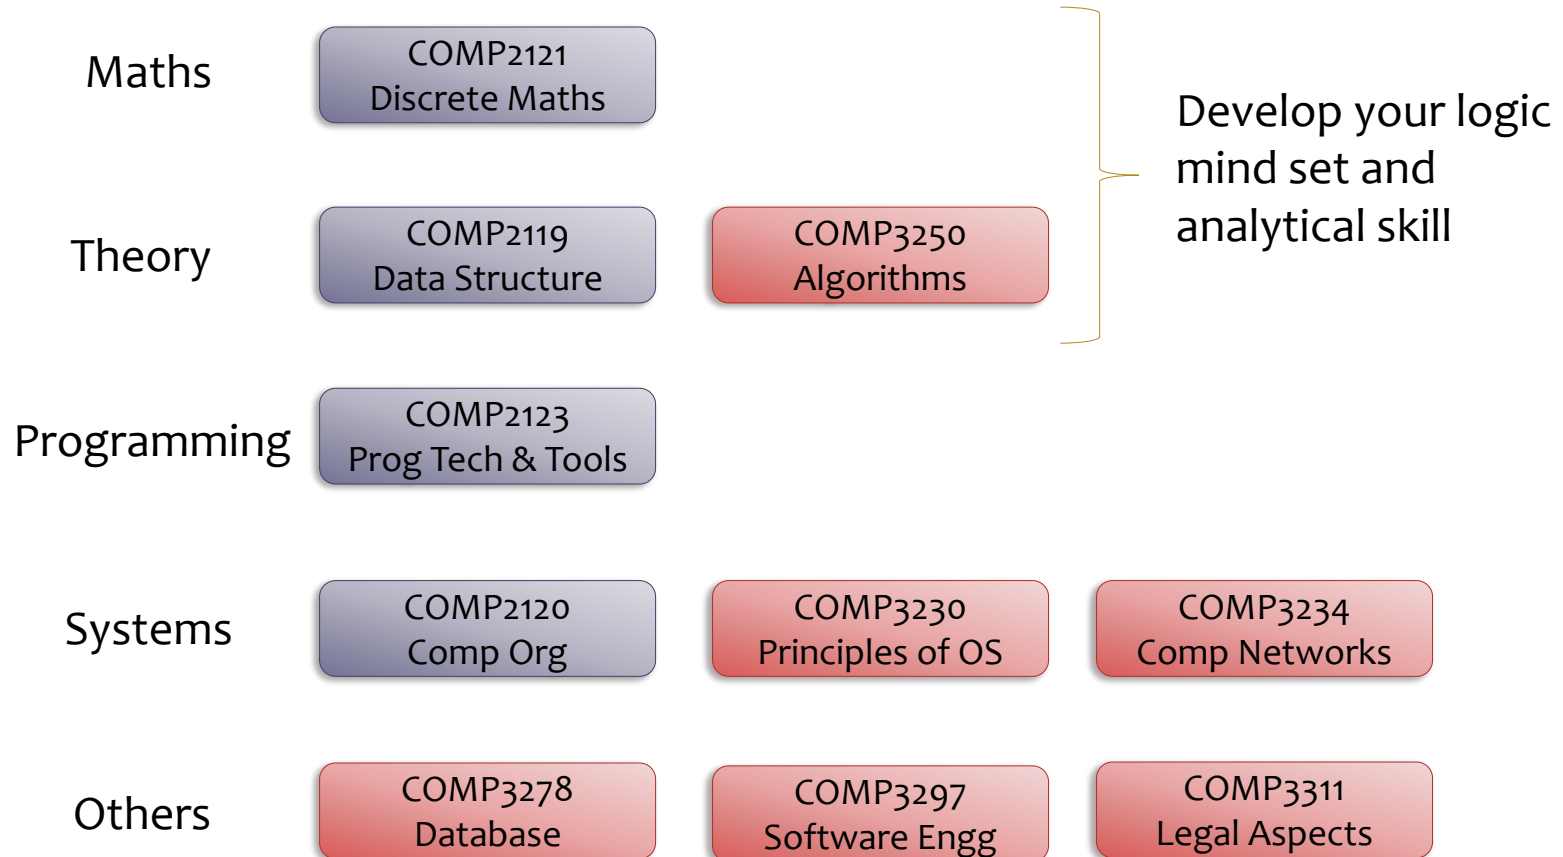 Maths
COMP2121
Discrete Maths
Develop your logic
mind set and
analytical skill
Theory
COMP2119
Data Structure
COMP3250
Algorithms
Programming
COMP2123
Prog Tech & Tools
Systems
COMP2120
Comp Org
COMP3230
Principles of OS
COMP3234
Comp Networks
Others
COMP3278
Database
COMP3297
Software Engg
COMP3311
Legal Aspects